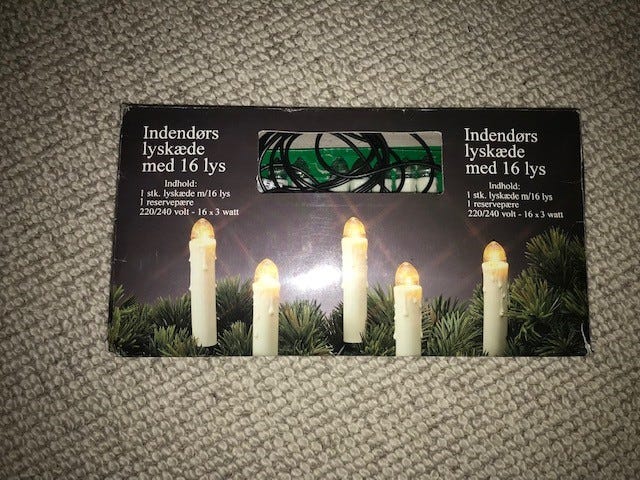 Indendørs
lyskæde
med 16 lys
Indhold:
1 stk. lyskæde m/16 lys
1 reservepære
220/240 volt - 16 x 3 watt
Indendørs
lyskæde
med 16 lys
Indhold:
1 stk. lyskæde m/16 lys
1 reservepære
220/240 volt - 16 x 3 watt